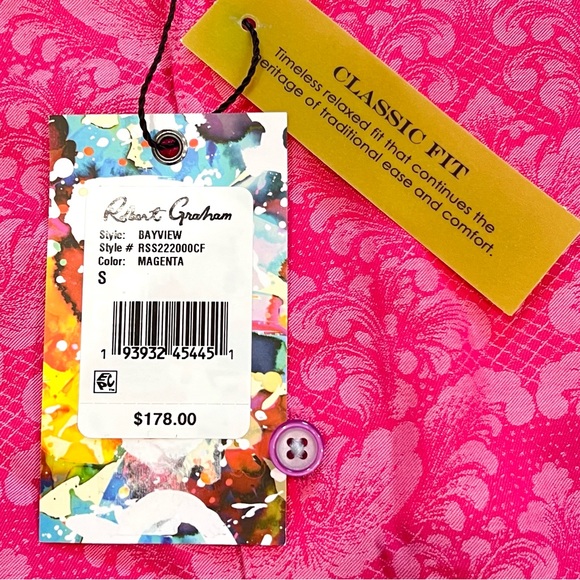 CLASSIC FIT
Timeless relaxed fit that continues the
heritage of traditional ease and comfort.
Robert Graham
Style: BAYVIEW
Style # RSS222000CF
Color: MAGENTA
S
1 93932 45445 1
$178.00